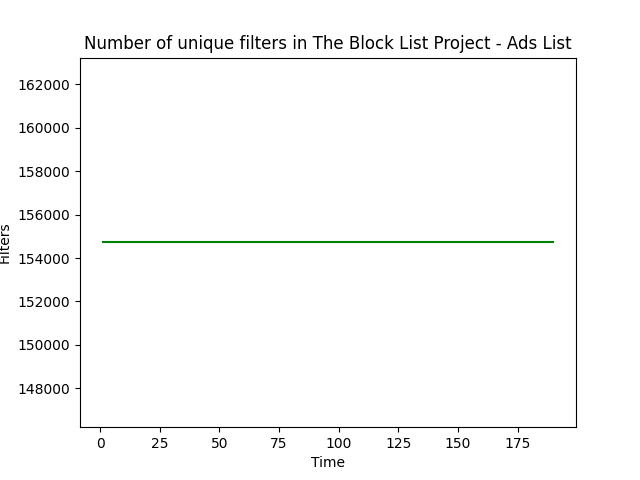 Number of unique filters in The Block List Project - Ads List
162000
160000
158000
156000
154000
152000
150000
148000
Filters
0 25 50 75 100 125 150 175
Time